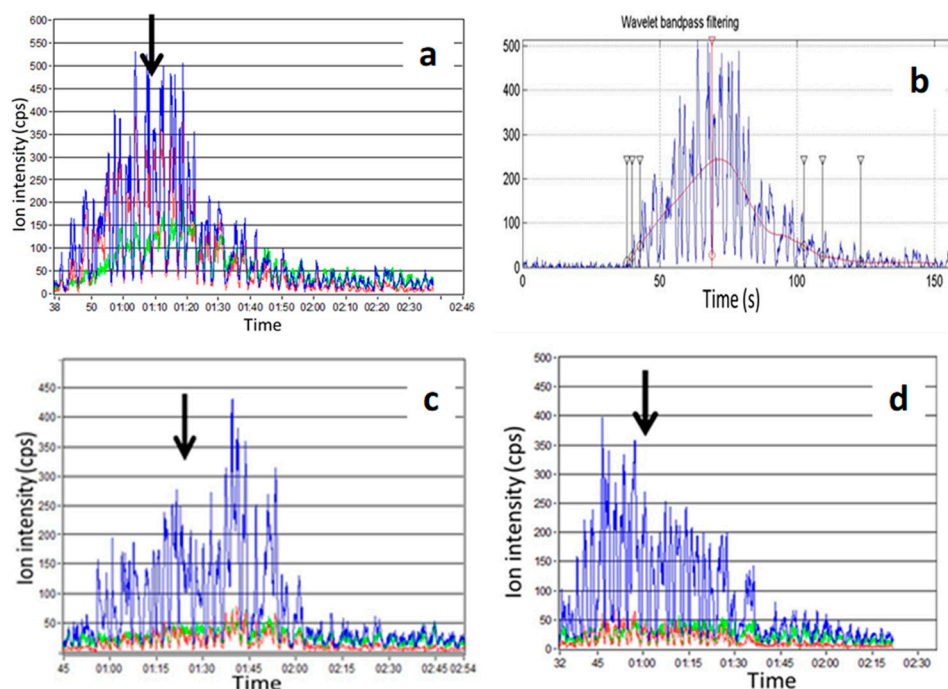 a
Ion intensity (cps)
600
550
500
450
400
350
300
250
200
150
100
50
0
38 50 01:00 01:10 01:20 01:30 01:40 01:50 02:00 02:10 02:20 02:30 02:46
Time
Wavelet bandpass filtering
b
500
400
300
200
100
0
0 50 100 150
Time (s)
c
Ion intensity (cps)
450
400
350
300
250
200
150
100
50
45 01:00 01:15 01:30 01:45 02:00 02:15 02:30 02:54
Time
d
Ion intensity (cps)
500
450
400
350
300
250
200
150
100
50
0
32 45 01:00 01:15 01:30 01:45 02:00 02:15 02:30
Time